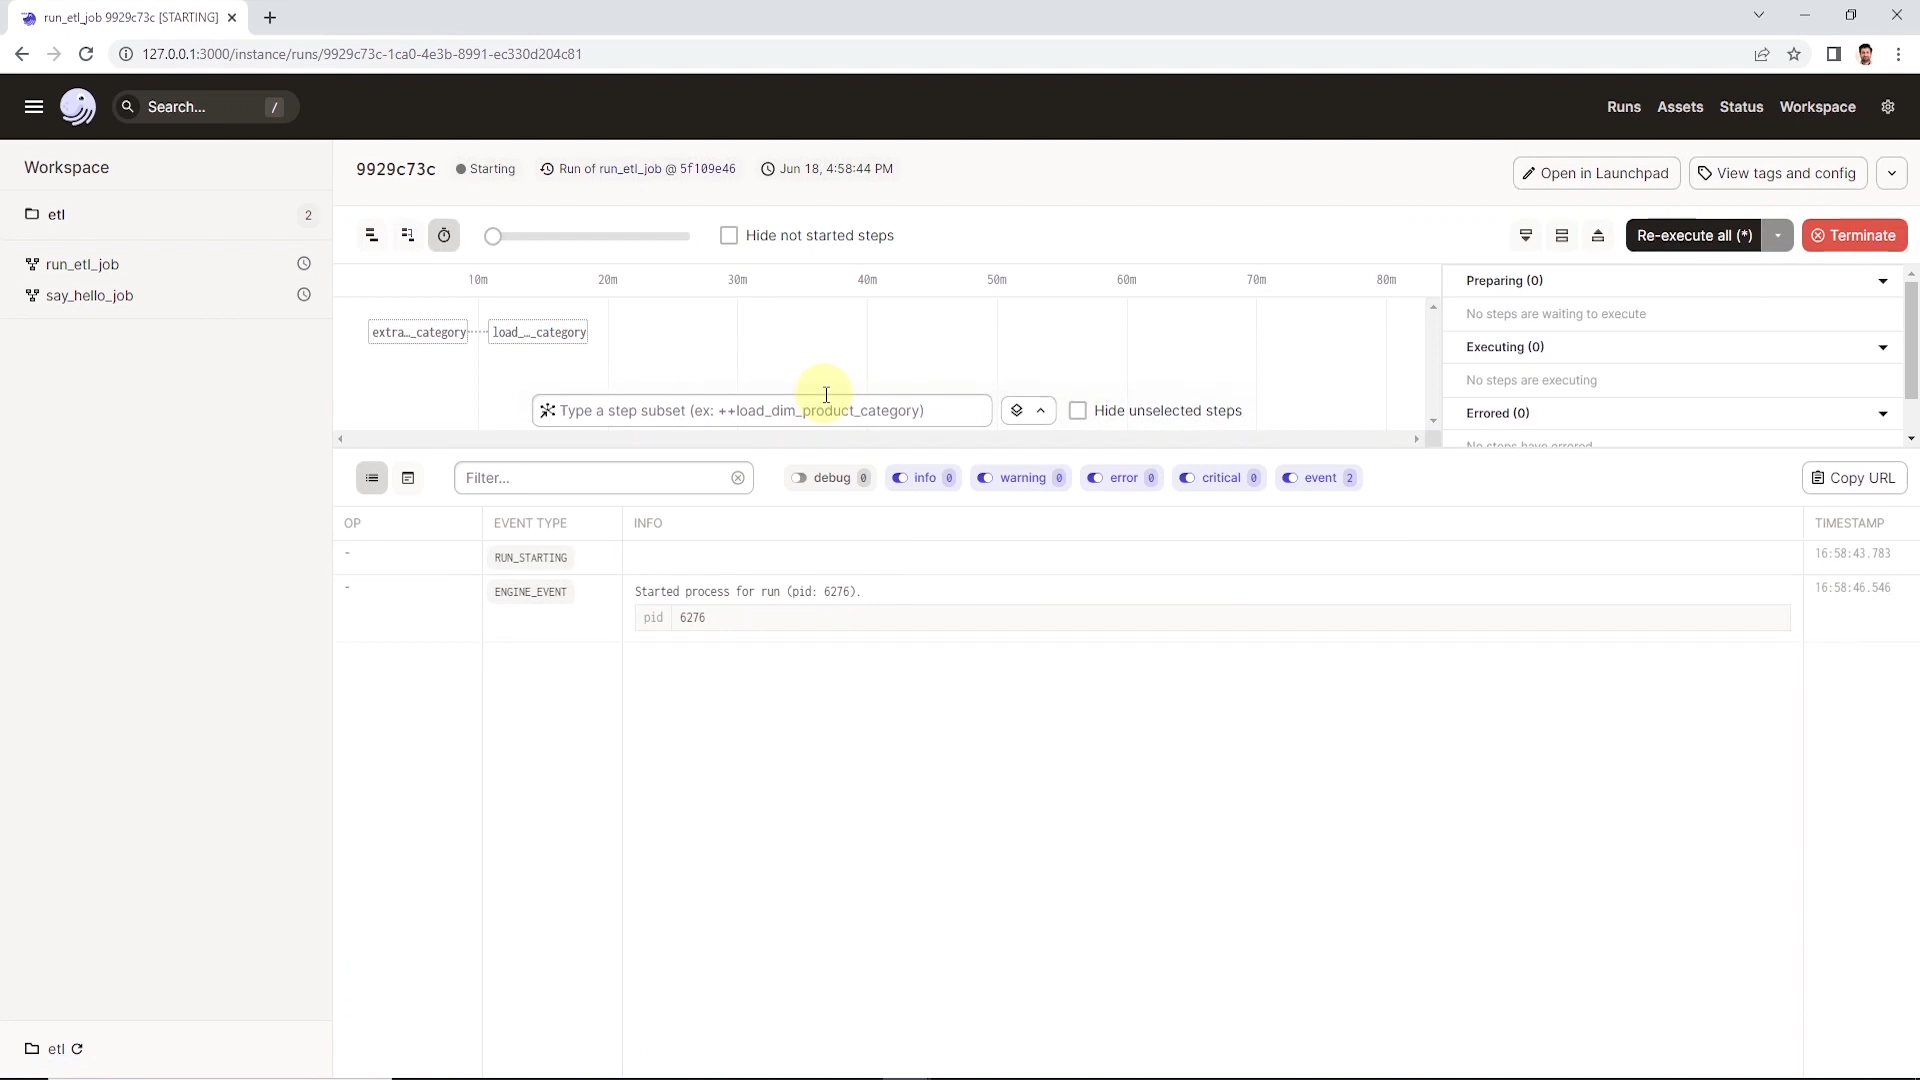 run_etl_job 9929c73c [STARTING]
127.0.0.1:3000/instance/runs/9929c73c-1ca0-4e3b-8991-ec330d204c81
Search... /
Runs Assets Status Workspace
Workspace
etl 2
run_etl_job
say_hello_job
9929c73c Starting Run of run_etl_job @ 5f109e46 Jun 18, 4:58:44 PM
Open in Launchpad View tags and config
Hide not started steps
Re-execute all (*) Terminate
10m 20m 30m 40m 50m 60m 70m 80m
extra…_category load_…_category
Type a step subset (ex: ++load_dim_product_category)
Hide unselected steps
Preparing (0)
No steps are waiting to execute
Executing (0)
No steps are executing
Errored (0)
No steps have errored
Filter... debug 0 info 0 warning 0 error 0 critical 0 event 2 Copy URL
OP EVENT TYPE INFO TIMESTAMP
- RUN_STARTING 16:58:43.783
- ENGINE_EVENT Started process for run (pid: 6276). 16:58:46.546
pid 6276
etl